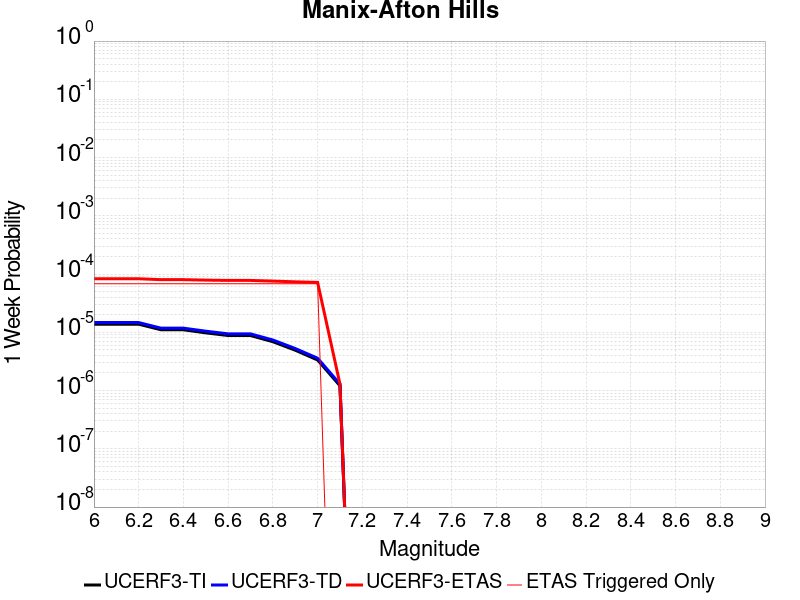 Manix-Afton Hills
10 0
10 -1
10 -2
10 -3
10 -4
10 -5
10 -6
10 -7
10 -8
1 Week Probability
6 6.2 6.4 6.6 6.8 7 7.2 7.4 7.6 7.8 8 8.2 8.4 8.6 8.8 9
Magnitude
UCERF3-TI UCERF3-TD UCERF3-ETAS ETAS Triggered Only